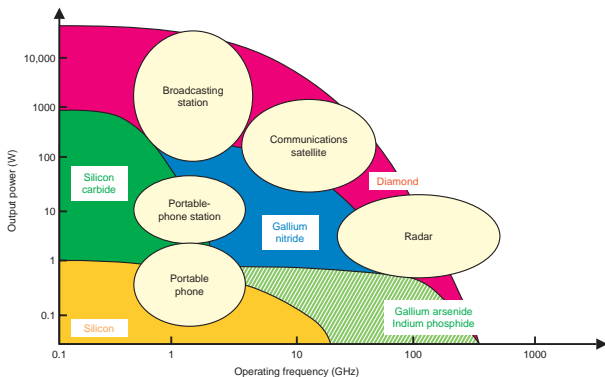 Output power (W)
10,000
1000
100
10
1
0.1
Broadcasting
station
Communications
satellite
Silicon
carbide
Diamond
Portable-
phone station
Gallium
nitride
Radar
Portable
phone
Silicon
Gallium arsenide
Indium phosphide
0.1
1
10
100
1000
Operating frequency (GHz)